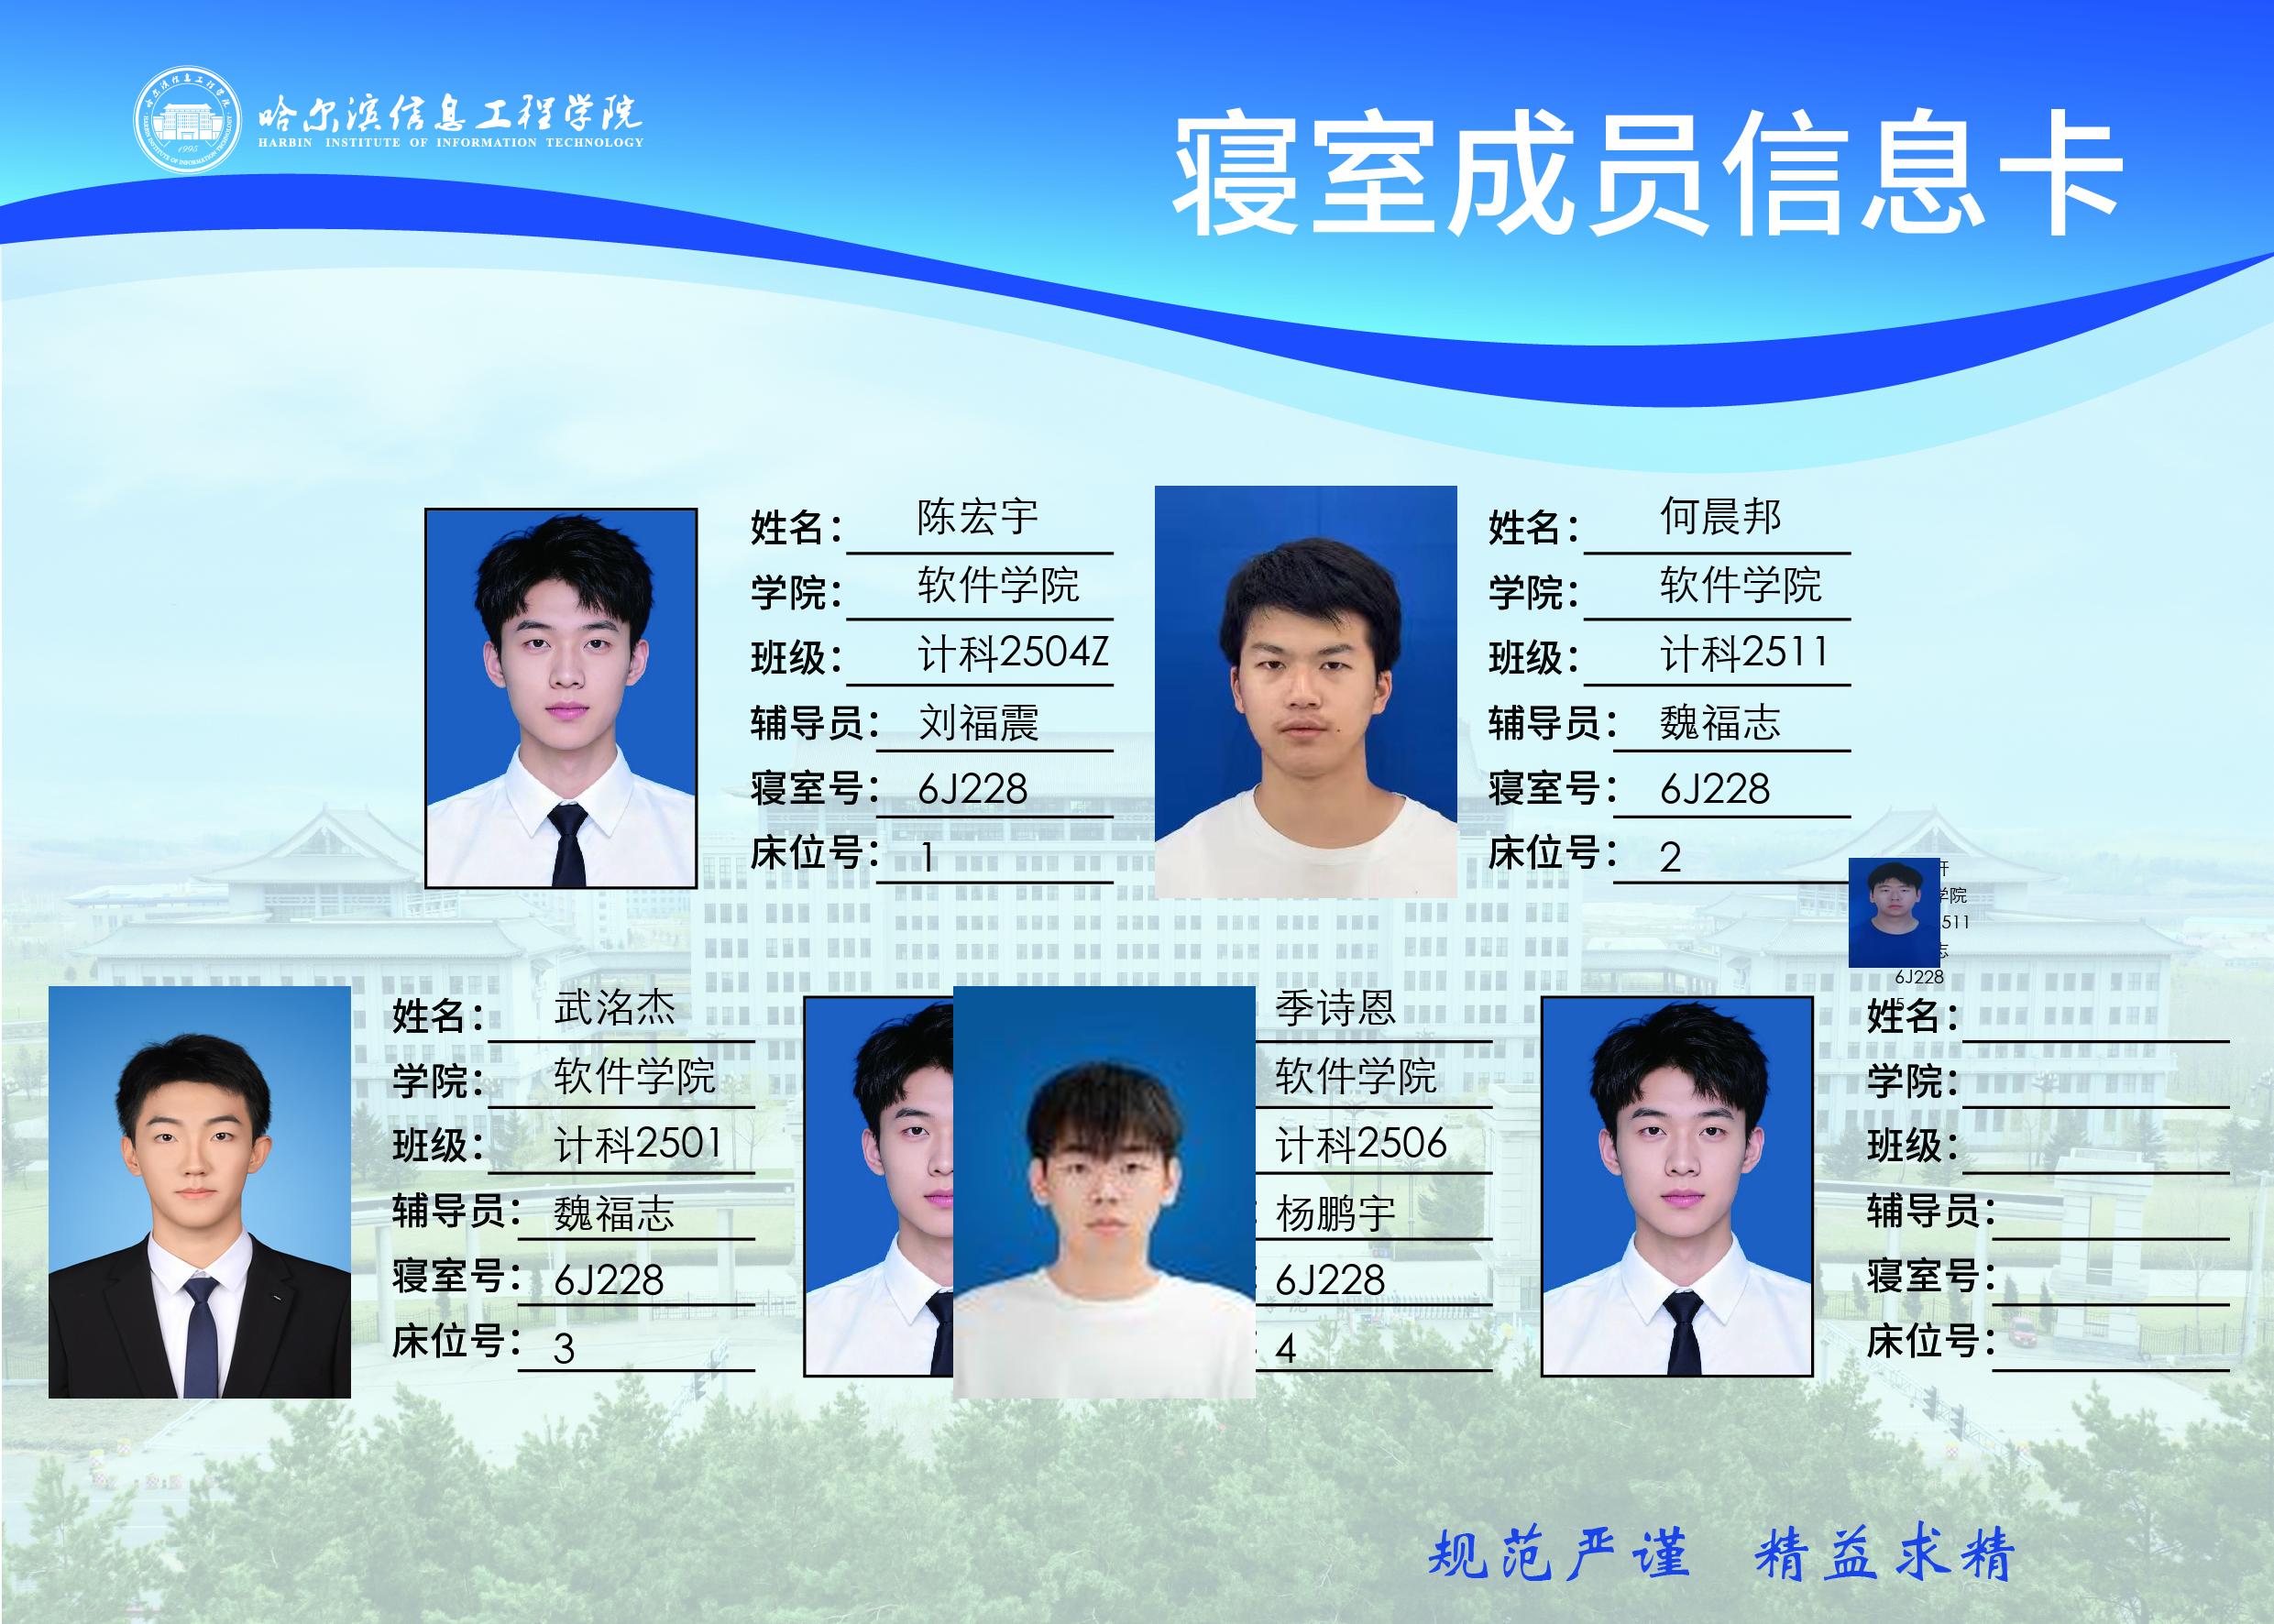 哈尔滨信息工程学院
HARBIN INSTITUTE OF INFORMATION TECHNOLOGY
1995
寝室成员信息卡
姓名： 陈宏宇
学院： 软件学院
班级： 计科2504Z
辅导员： 刘福震
寝室号： 6J228
床位号： 1
姓名： 何晨邦
学院： 软件学院
班级： 计科2511
辅导员： 魏福志
寝室号： 6J228
床位号： 2
学院
511
志
6J228
姓名： 武洺杰
学院： 软件学院
班级： 计科2501
辅导员： 魏福志
寝室号： 6J228
床位号： 3
季诗恩
软件学院
计科2506
杨鹏宇
6J228
4
姓名：
学院：
班级：
辅导员：
寝室号：
床位号：
规范严谨 精益求精